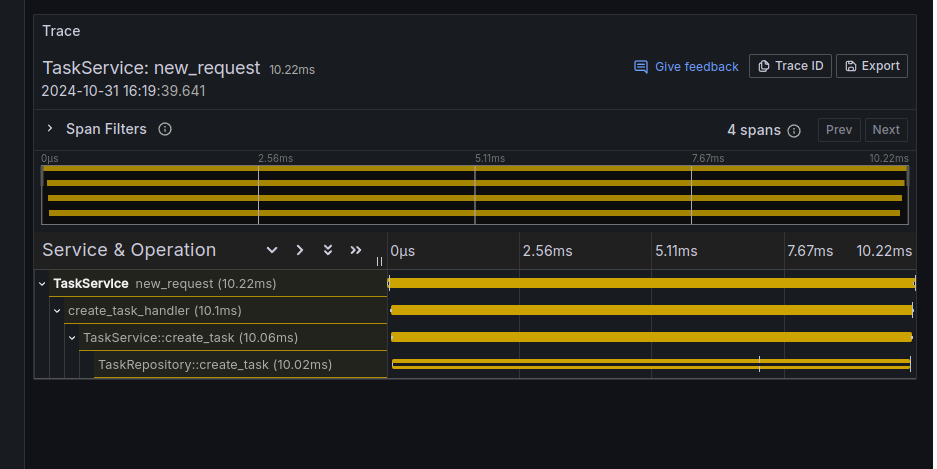 Trace
TaskService: new_request 10.22ms
Give feedback
Trace ID
Export
2024-10-31 16:19:39.641
Span Filters
4 spans
Prev
Next
0μs 2.56ms 5.11ms 7.67ms 10.22ms
Service & Operation
0μs 2.56ms 5.11ms 7.67ms 10.22ms
TaskService new_request (10.22ms)
create_task_handler (10.1ms)
TaskService::create_task (10.06ms)
TaskRepository::create_task (10.02ms)